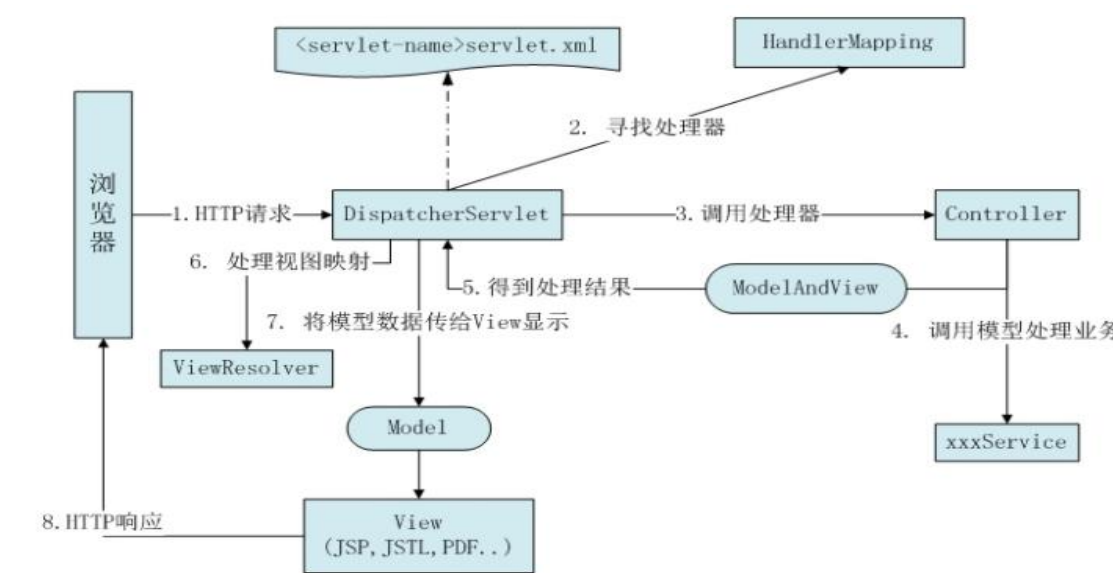 <servlet-name>servlet.xml
HandlerMapping
2. 寻找处理器
浏
览
器
1.HTTP请求
DispatcherServlet
3.调用处理器
Controller
6. 处理视图映射
5.得到处理结果
ModelAndView
7. 将模型数据传给View显示
4. 调用模型处理业务
ViewResolver
Model
xxxService
8.HTTP响应
View
(JSP,JSTL,PDF..)